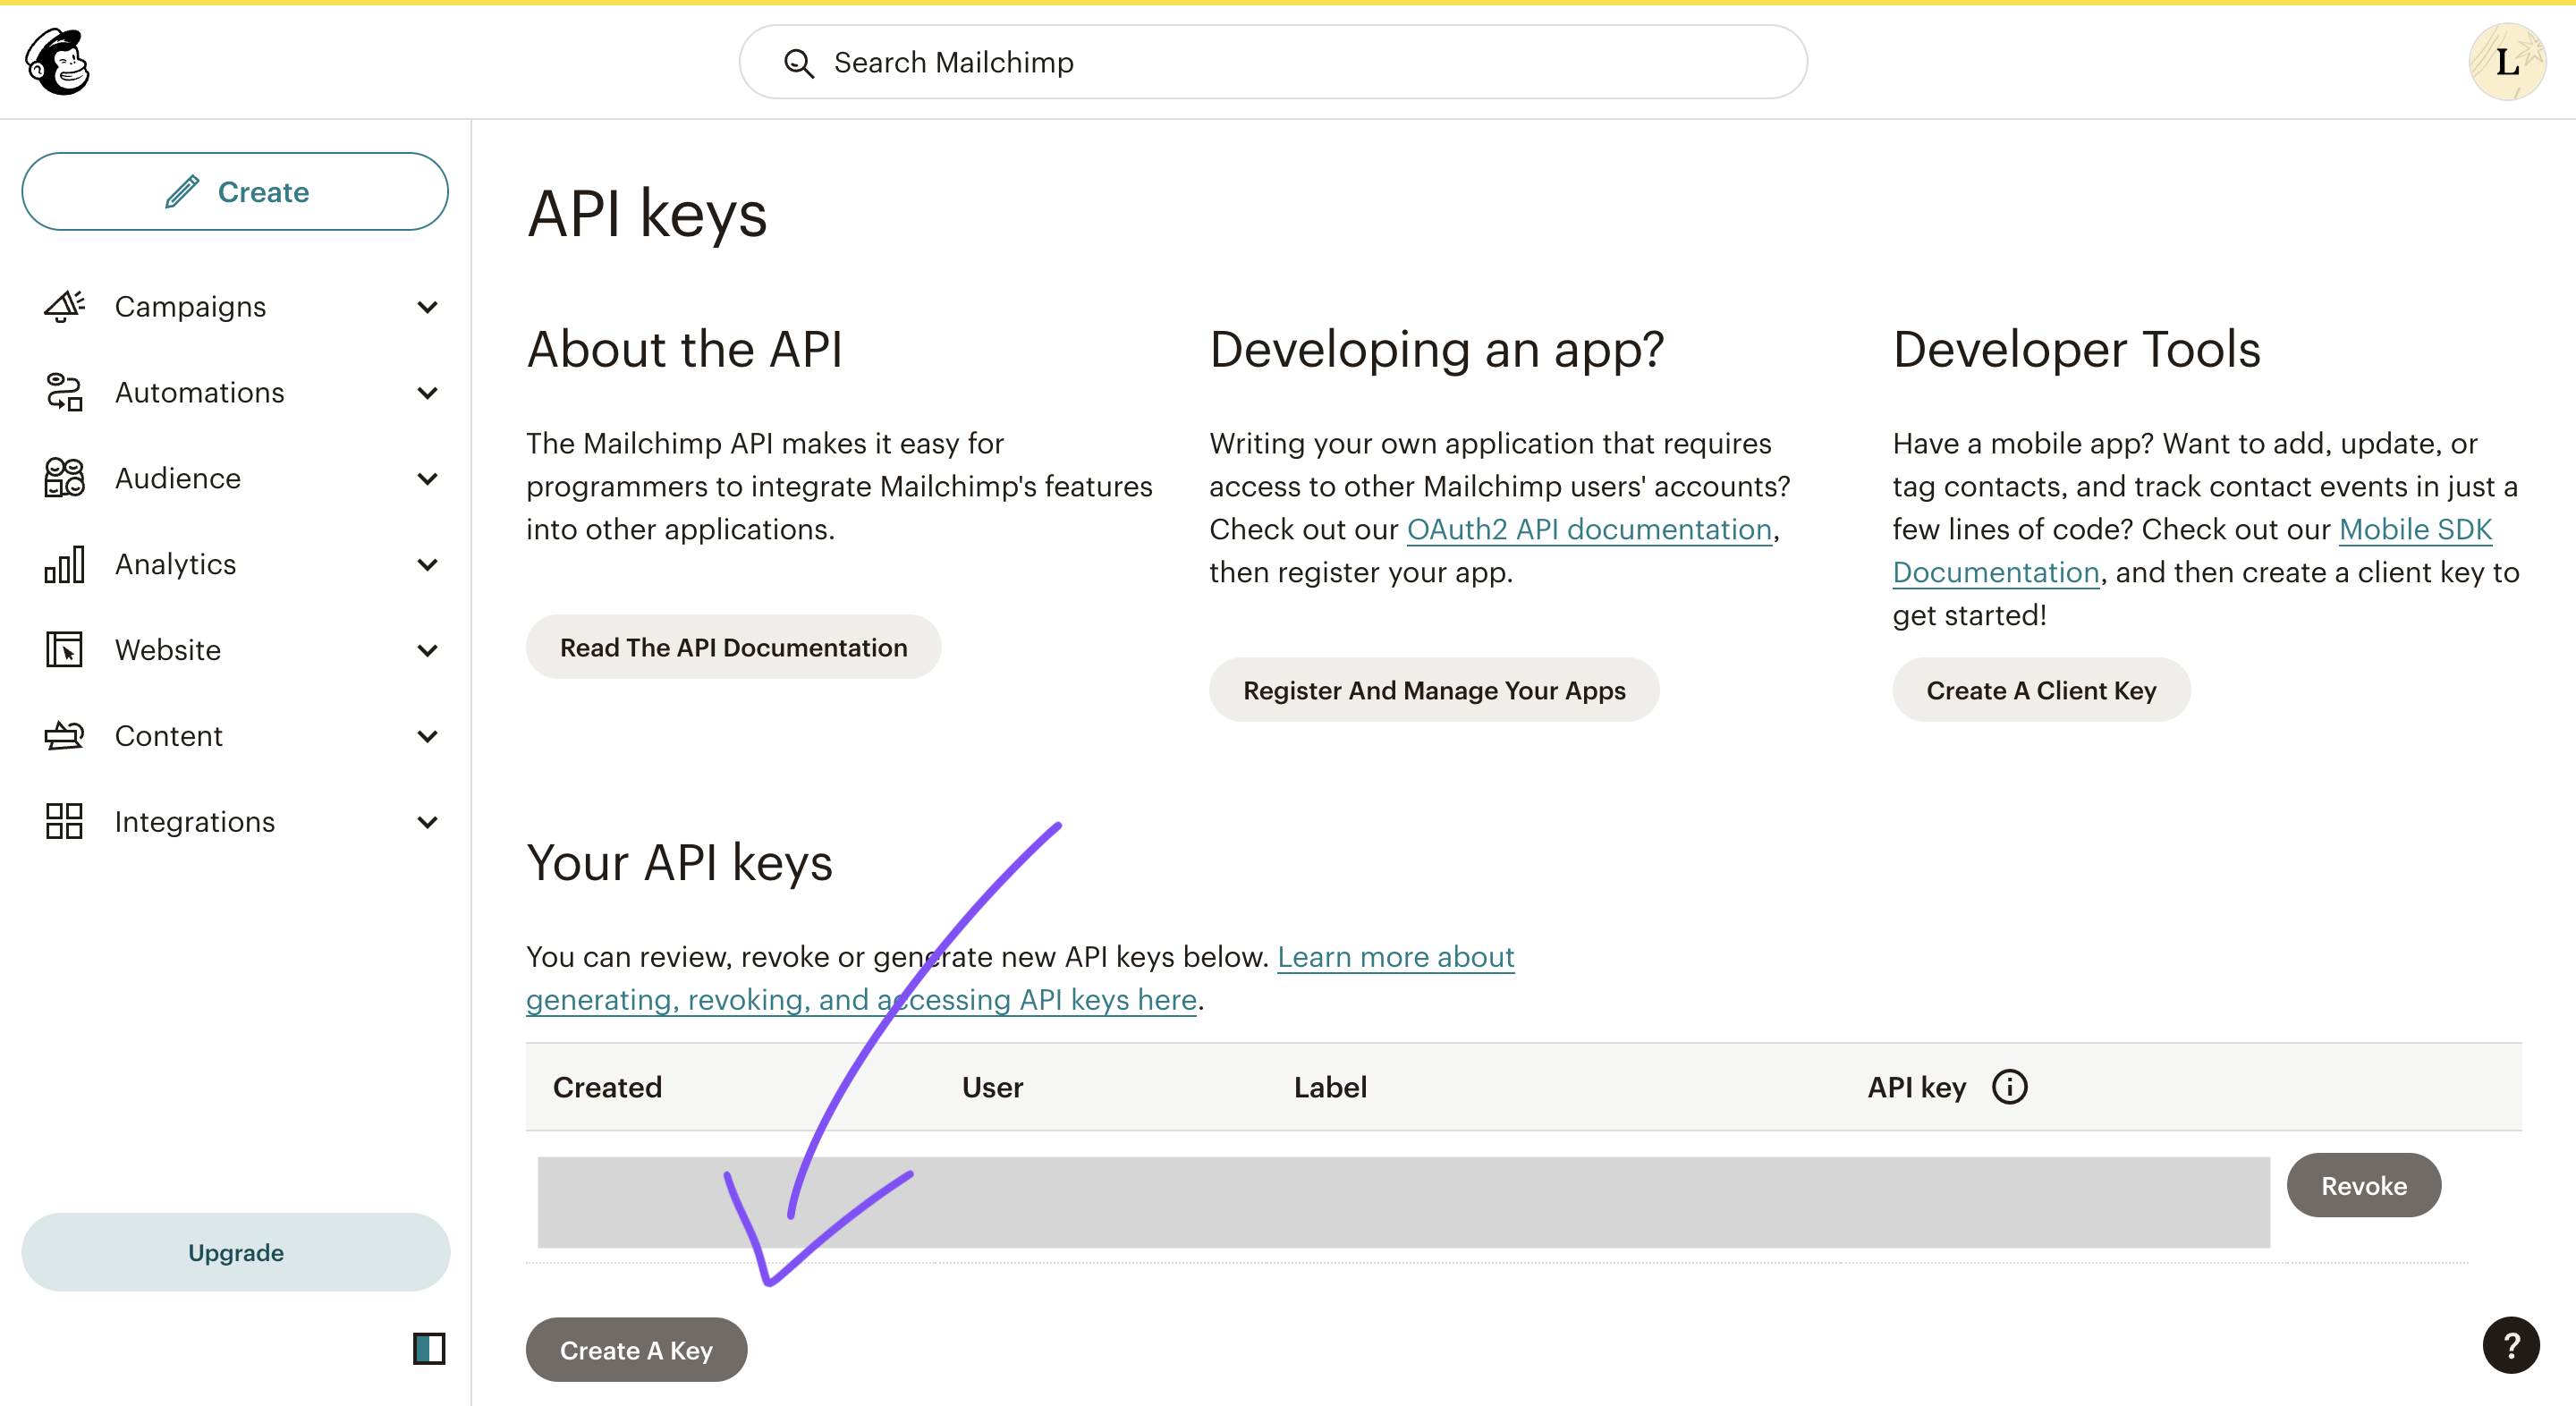 Search Mailchimp
L
Create
Campaigns
Automations
Audience
Analytics
Website
Content
Integrations
Upgrade
API keys
About the API
The Mailchimp API makes it easy for
programmers to integrate Mailchimp's features
into other applications.
Read The API Documentation
Developing an app?
Writing your own application that requires
access to other Mailchimp users' accounts?
Check out our OAuth2 API documentation,
then register your app.
Register And Manage Your Apps
Developer Tools
Have a mobile app? Want to add, update, or
tag contacts, and track contact events in just a
few lines of code? Check out our Mobile SDK
Documentation, and then create a client key to
get started!
Create A Client Key
Your API keys
You can review, revoke or generate new API keys below. Learn more about
generating, revoking, and accessing API keys here.
Created User Label API key
Revoke
Create A Key
?